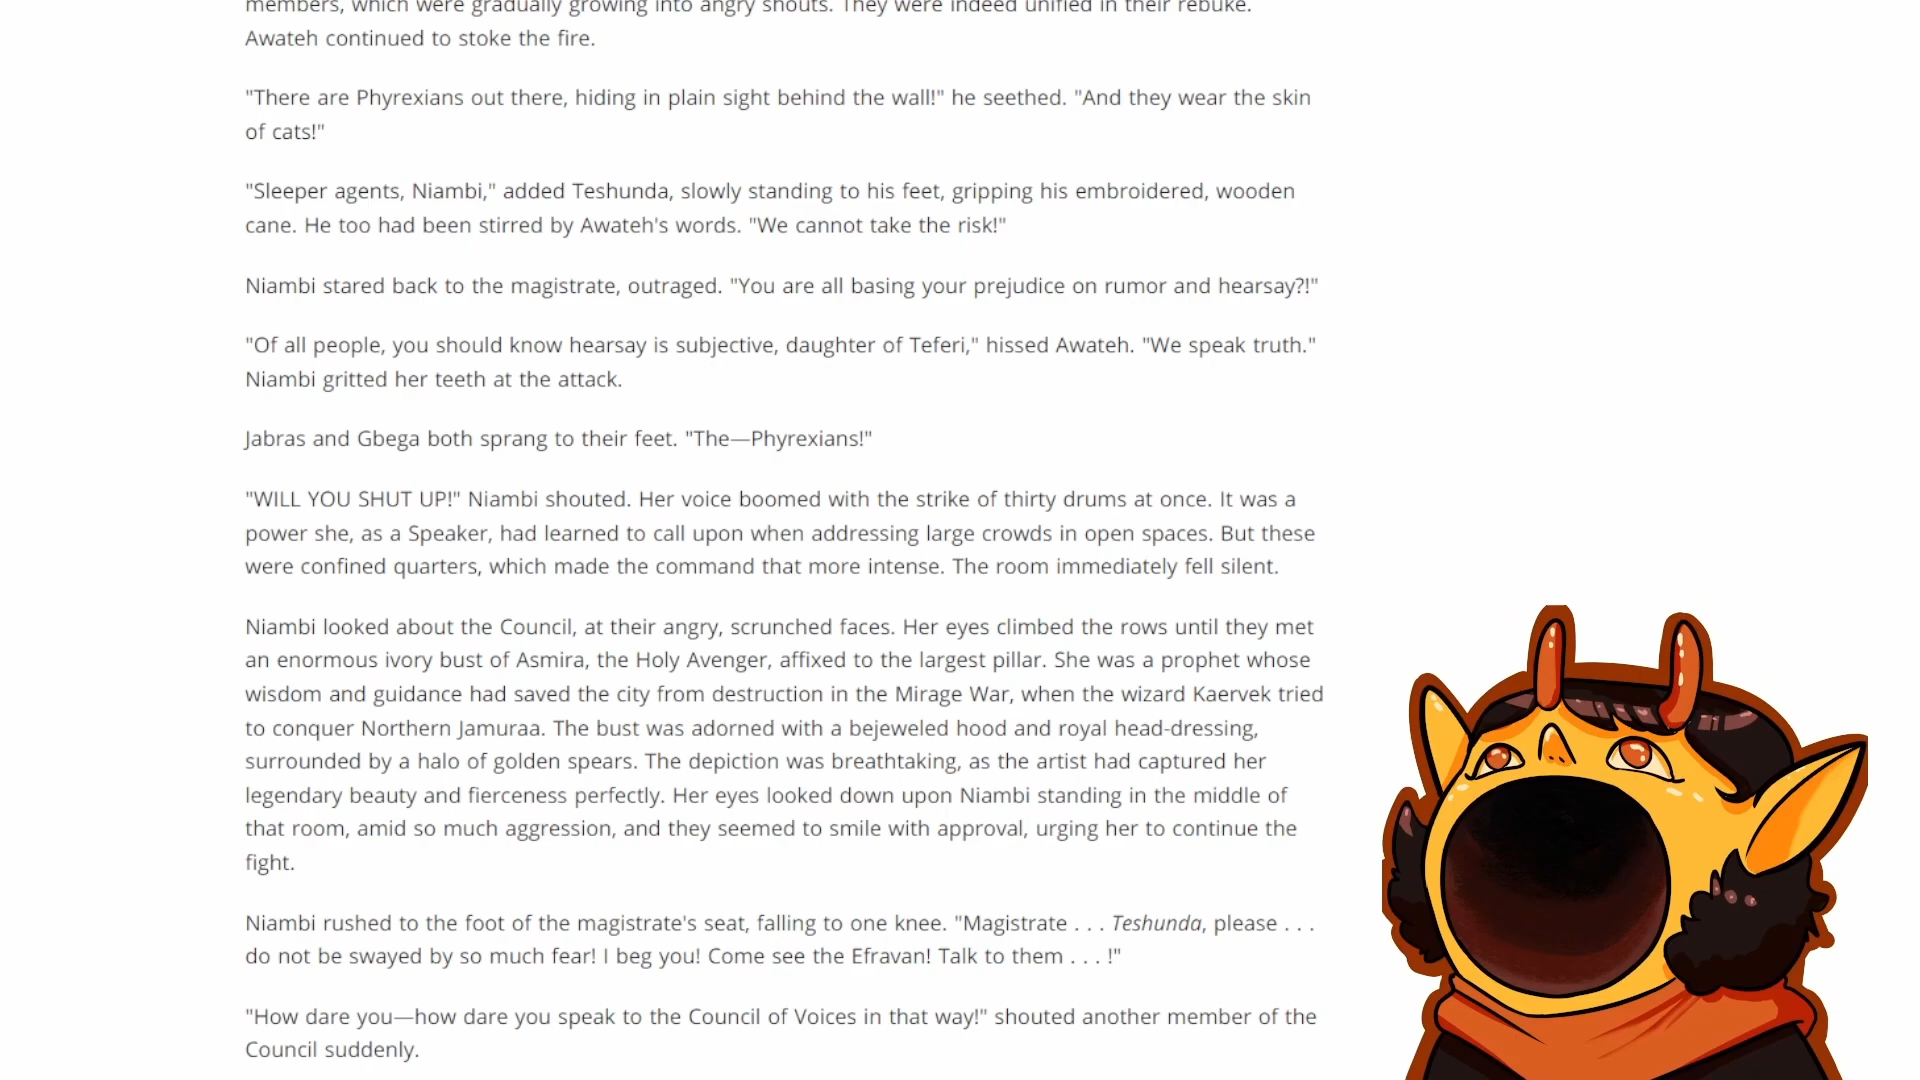 members, which were gradually growing into angry shouts. They were indeed unified in their rebuke.
Awateh continued to stoke the fire.
"There are Phyrexians out there, hiding in plain sight behind the wall!" he seethed. "And they wear the skin
of cats!"
"Sleeper agents, Niambi," added Teshunda, slowly standing to his feet, gripping his embroidered, wooden
cane. He too had been stirred by Awateh's words. "We cannot take the risk!"
Niambi stared back to the magistrate, outraged. "You are all basing your prejudice on rumor and hearsay?!"
"Of all people, you should know hearsay is subjective, daughter of Teferi," hissed Awateh. "We speak truth."
Niambi gritted her teeth at the attack.
Jabras and Gbega both sprang to their feet. "The—Phyrexians!"
"WILL YOU SHUT UP!" Niambi shouted. Her voice boomed with the strike of thirty drums at once. It was a
power she, as a Speaker, had learned to call upon when addressing large crowds in open spaces. But these
were confined quarters, which made the command that more intense. The room immediately fell silent.
Niambi looked about the Council, at their angry, scrunched faces. Her eyes climbed the rows until they met
an enormous ivory bust of Asmira, the Holy Avenger, affixed to the largest pillar. She was a prophet whose
wisdom and guidance had saved the city from destruction in the Mirage War, when the wizard Kaervek tried
to conquer Northern Jamuraa. The bust was adorned with a bejeweled hood and royal head-dressing,
surrounded by a halo of golden spears. The depiction was breathtaking, as the artist had captured her
legendary beauty and fierceness perfectly. Her eyes looked down upon Niambi standing in the middle of
that room, amid so much aggression, and they seemed to smile with approval, urging her to continue the
fight.
Niambi rushed to the foot of the magistrate's seat, falling to one knee. "Magistrate . . . Teshunda, please . . .
do not be swayed by so much fear! I beg you! Come see the Efravan! Talk to them . . . !"
"How dare you—how dare you speak to the Council of Voices in that way!" shouted another member of the
Council suddenly.